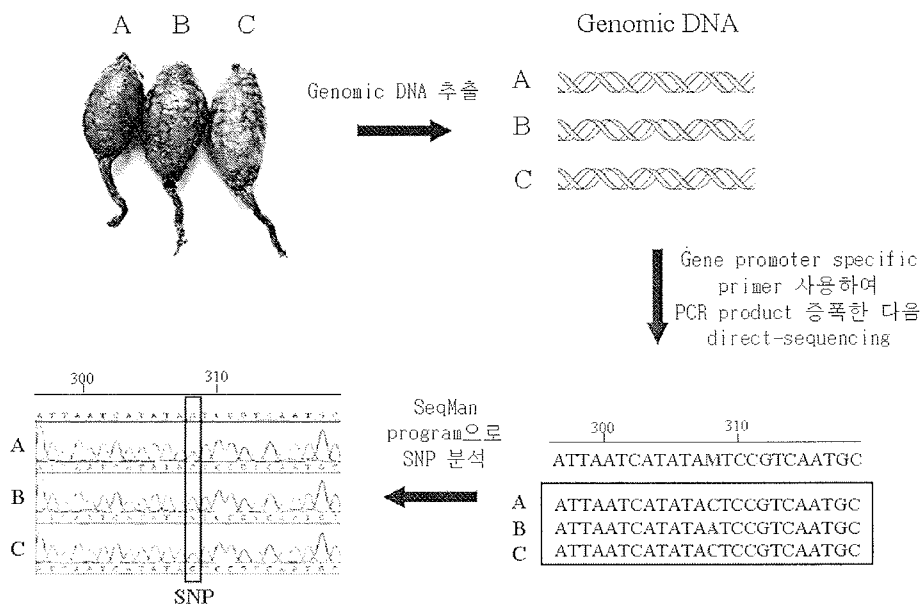 A B C
Genomic DNA
Genomic DNA 추출
A
B
C
Gene promoter specific
primer 사용하여
PCR product 증폭한 다음
direct-sequencing
300 310
A
B
C
SNP
SeqMan
program으로
SNP 분석
300 310
ATTAATCATATAMTCCGTCAATGC
A ATTAATCATATACTCCGTCAATGC
B ATTAATCATATAATCCGTCAATGC
C ATTAATCATATACTCCGTCAATGC